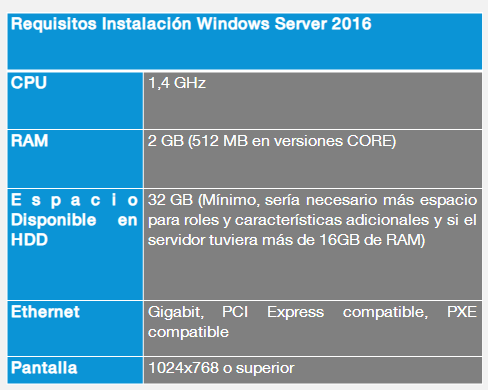 Requisitos Instalación Windows Server 2016
CPU
1,4 GHz
RAM
2 GB (512 MB en versiones CORE)
Espacio
Disponible en
HDD
32 GB (Mínimo, sería necesario más espacio
para roles y características adicionales y si el
servidor tuviera más de 16GB de RAM)
Ethernet
Gigabit, PCI Express compatible, PXE
compatible
Pantalla
1024x768 o superior